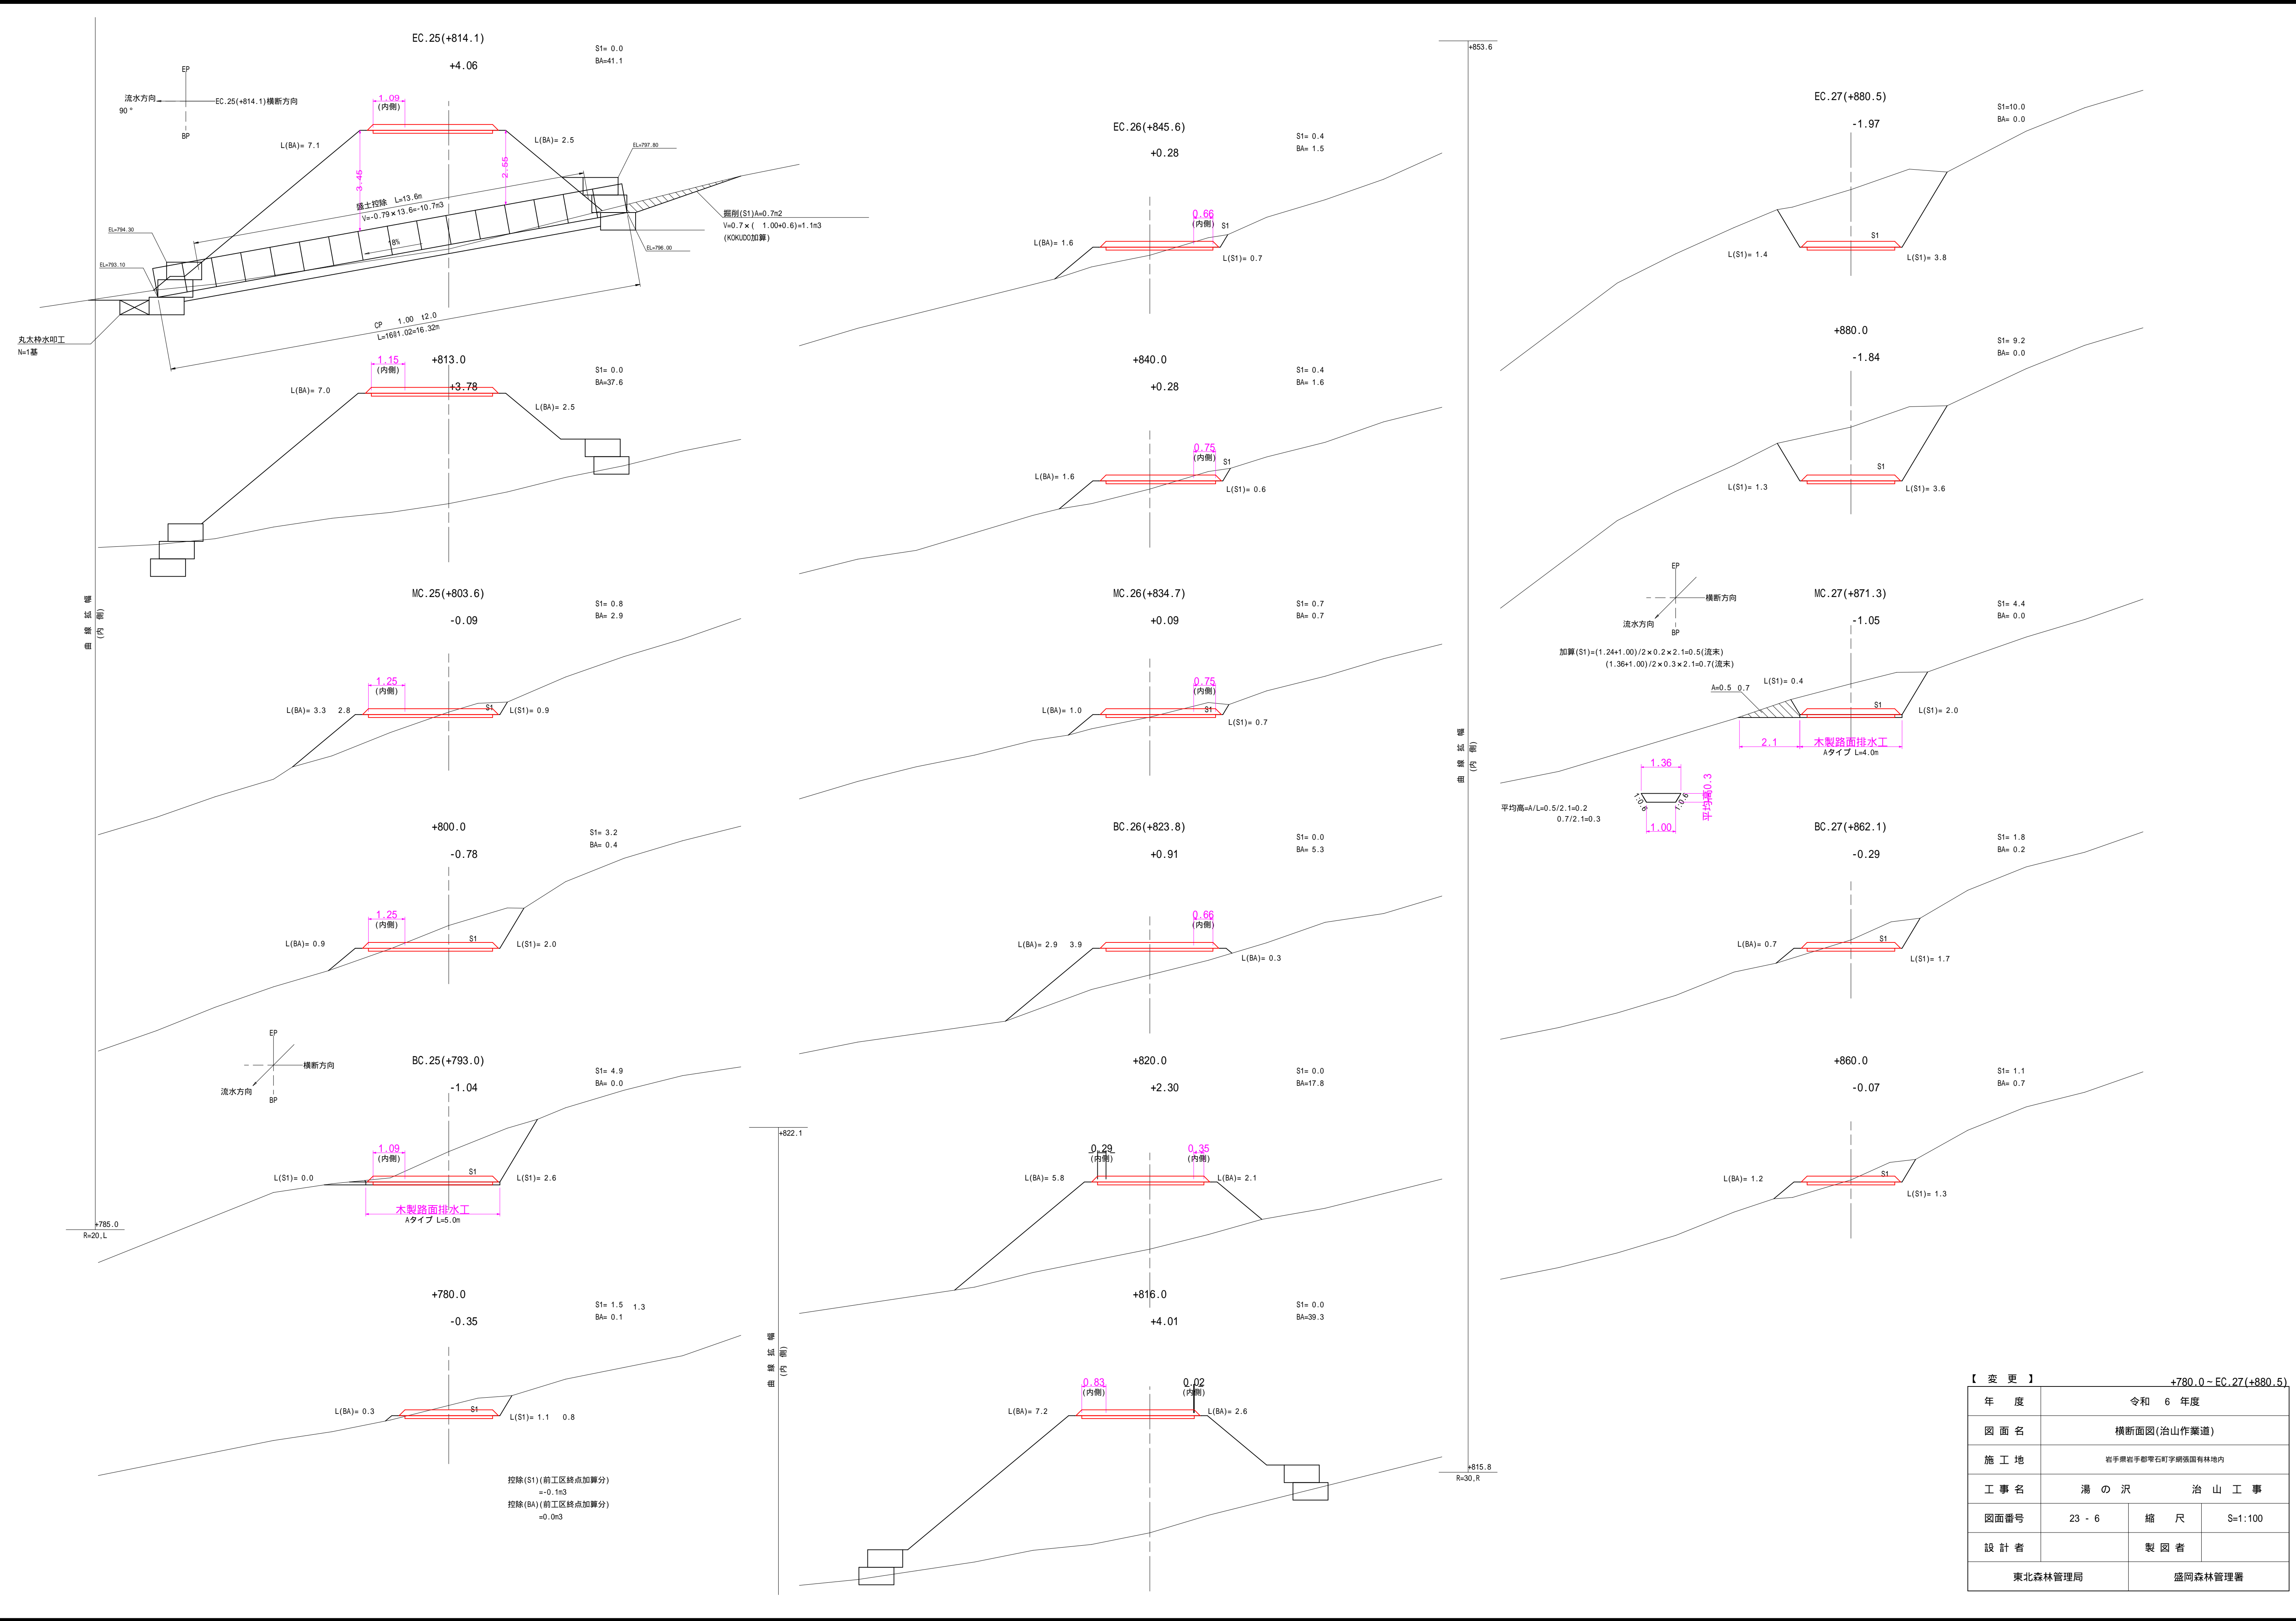 EC.25(+814.1)
+4.06
S1= 0.0
BA=41.1
EP
流水方向
90°
EC.25(+814.1)横断方向
BP
1.09
(内側)
L(BA)= 7.1
L(BA)= 2.5
3.45
2.55
EL=797.80
盛土控除 L=13.6m
V=-0.79×13.6=-10.7m3
掘削(S1)A=0.7m2
V=0.7×( 1.00+0.6)=1.1m3
(KOKUDO加算)
EL=794.30
EL=796.00
EL=793.10
CP 1.00 t2.0
丸太枠水叩工
N=1基
+813.0
+3.78
S1= 0.0
BA=37.6
1.15
(内側)
L(BA)= 7.0
L(BA)= 2.5
曲 線 拡 幅
(内 側)
MC.25(+803.6)
-0.09
S1= 0.8
BA= 2.9
1.25
(内側)
L(BA)= 3.3 2.8
S1
L(S1)= 0.9
+800.0
-0.78
S1= 3.2
BA= 0.4
1.25
(内側)
L(BA)= 0.9
S1
L(S1)= 2.0
BC.25(+793.0)
-1.04
S1= 4.9
BA= 0.0
EP
横断方向
流水方向
BP
1.09
(内側)
L(S1)= 0.0
S1
L(S1)= 2.6
木製路面排水工
Aタイプ L=5.0m
+785.0
R=20,L
+780.0
-0.35
S1= 1.5 1.3
BA= 0.1
L(BA)= 0.3
S1
L(S1)= 1.1 0.8
控除(S1)(前工区終点加算分)
=-0.1m3
控除(BA)(前工区終点加算分)
=0.0m3
EC.26(+845.6)
+0.28
S1= 0.4
BA= 1.5
0.66
(内側)
S1
L(BA)= 1.6
L(S1)= 0.7
+840.0
+0.28
S1= 0.4
BA= 1.6
0.75
(内側)
S1
L(BA)= 1.6
L(S1)= 0.6
MC.26(+834.7)
+0.09
S1= 0.7
BA= 0.7
0.75
(内側)
L(BA)= 1.0
S1
L(S1)= 0.7
BC.26(+823.8)
+0.91
S1= 0.0
BA= 5.3
0.66
(内側)
L(BA)= 2.9 3.9
L(BA)= 0.3
+820.0
+2.30
S1= 0.0
BA=17.8
+822.1
0.29
(内側)
0.35
(内側)
L(BA)= 5.8
L(BA)= 2.1
+816.0
+4.01
S1= 0.0
BA=39.3
曲 線 拡 幅
(内 側)
0.83
(内側)
0.02
(内側)
L(BA)= 7.2
L(BA)= 2.6
+853.6
曲 線 拡 幅
(内 側)
+815.8
R=30,R
EC.27(+880.5)
-1.97
S1=10.0
BA= 0.0
S1
L(S1)= 1.4
L(S1)= 3.8
+880.0
-1.84
S1= 9.2
BA= 0.0
S1
L(S1)= 1.3
L(S1)= 3.6
EP
横断方向
流水方向
BP
MC.27(+871.3)
-1.05
S1= 4.4
BA= 0.0
加算(S1)=(1.24+1.00)/2×0.2×2.1=0.5(流末)
(1.36+1.00)/2×0.3×2.1=0.7(流末)
A=0.5 0.7
L(S1)= 0.4
S1
L(S1)= 2.0
2.1
木製路面排水工
Aタイプ L=4.0m
1.36
1:0.6
1:0.6
平均高0.3
1.00
平均高=A/L=0.5/2.1=0.2
0.7/2.1=0.3
BC.27(+862.1)
-0.29
S1= 1.8
BA= 0.2
L(BA)= 0.7
S1
L(S1)= 1.7
+860.0
-0.07
S1= 1.1
BA= 0.7
L(BA)= 1.2
S1
L(S1)= 1.3
【 変 更 】
+780.0~EC.27(+880.5)
年 度 令和 6 年度
図 面 名 横断面図(治山作業道)
施 工 地 岩手県岩手郡雫石町字網張国有林地内
工 事 名 湯 の 沢 治 山 工 事
図面番号 23 - 6 縮 尺 S=1:100
設 計 者 製 図 者
東北森林管理局 盛岡森林管理署